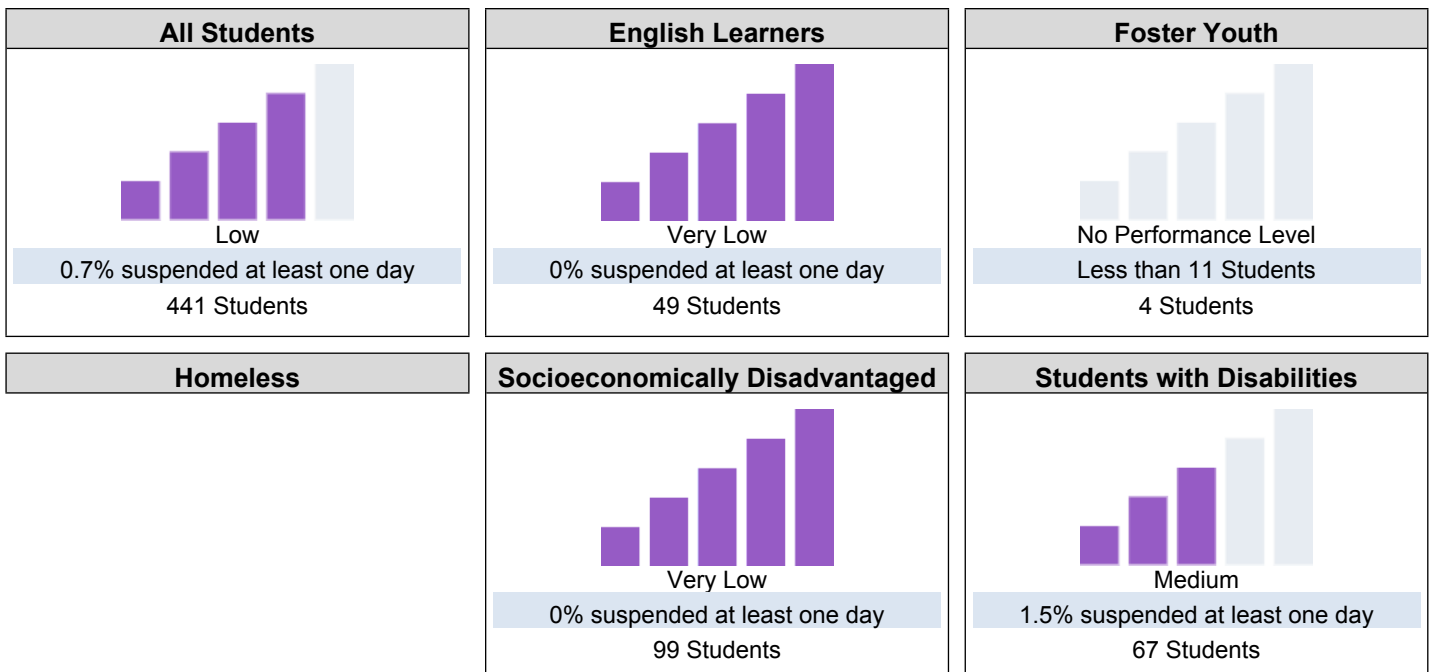 All Students
Low
0.7% suspended at least one day
441 Students
English Learners
Very Low
0% suspended at least one day
49 Students
Foster Youth
No Performance Level
Less than 11 Students
4 Students
Homeless
Socioeconomically Disadvantaged
Very Low
0% suspended at least one day
99 Students
Students with Disabilities
Medium
1.5% suspended at least one day
67 Students